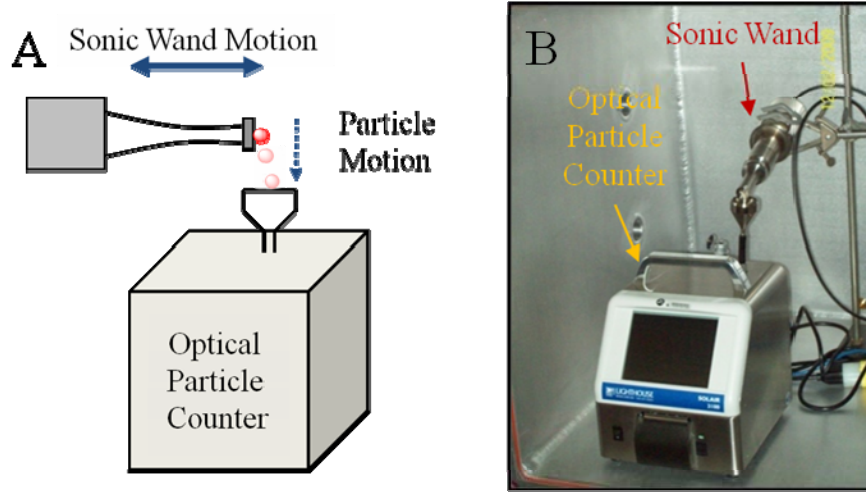 A
Sonic Wand Motion
Particle
Motion
Optical
Particle
Counter
B
Sonic Wand
Optical
Particle
Counter
LIGHTHOUSE
SOLAIR